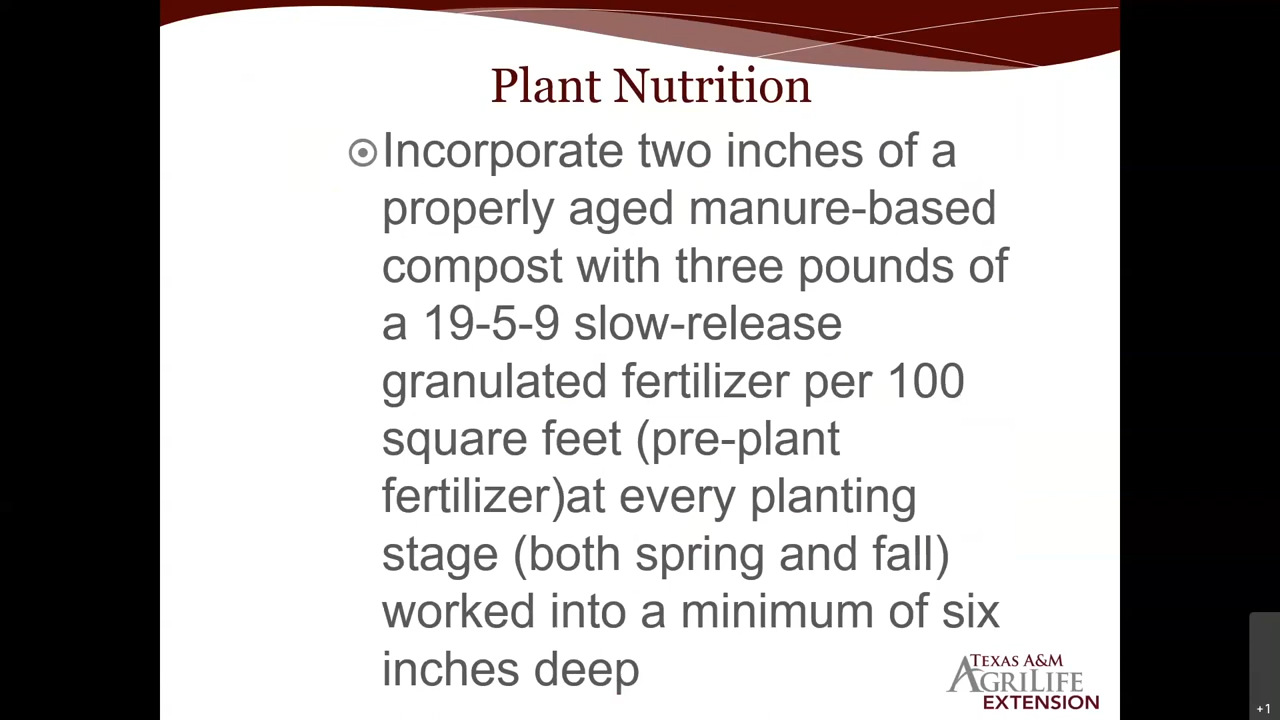 Plant Nutrition
Incorporate two inches of a
properly aged manure-based
compost with three pounds of
a 19-5-9 slow-release
granulated fertilizer per 100
square feet (pre-plant
fertilizer)at every planting
stage (both spring and fall)
worked into a minimum of six
inches deep
TEXAS A&M
AGRILIFE
EXTENSION
+1